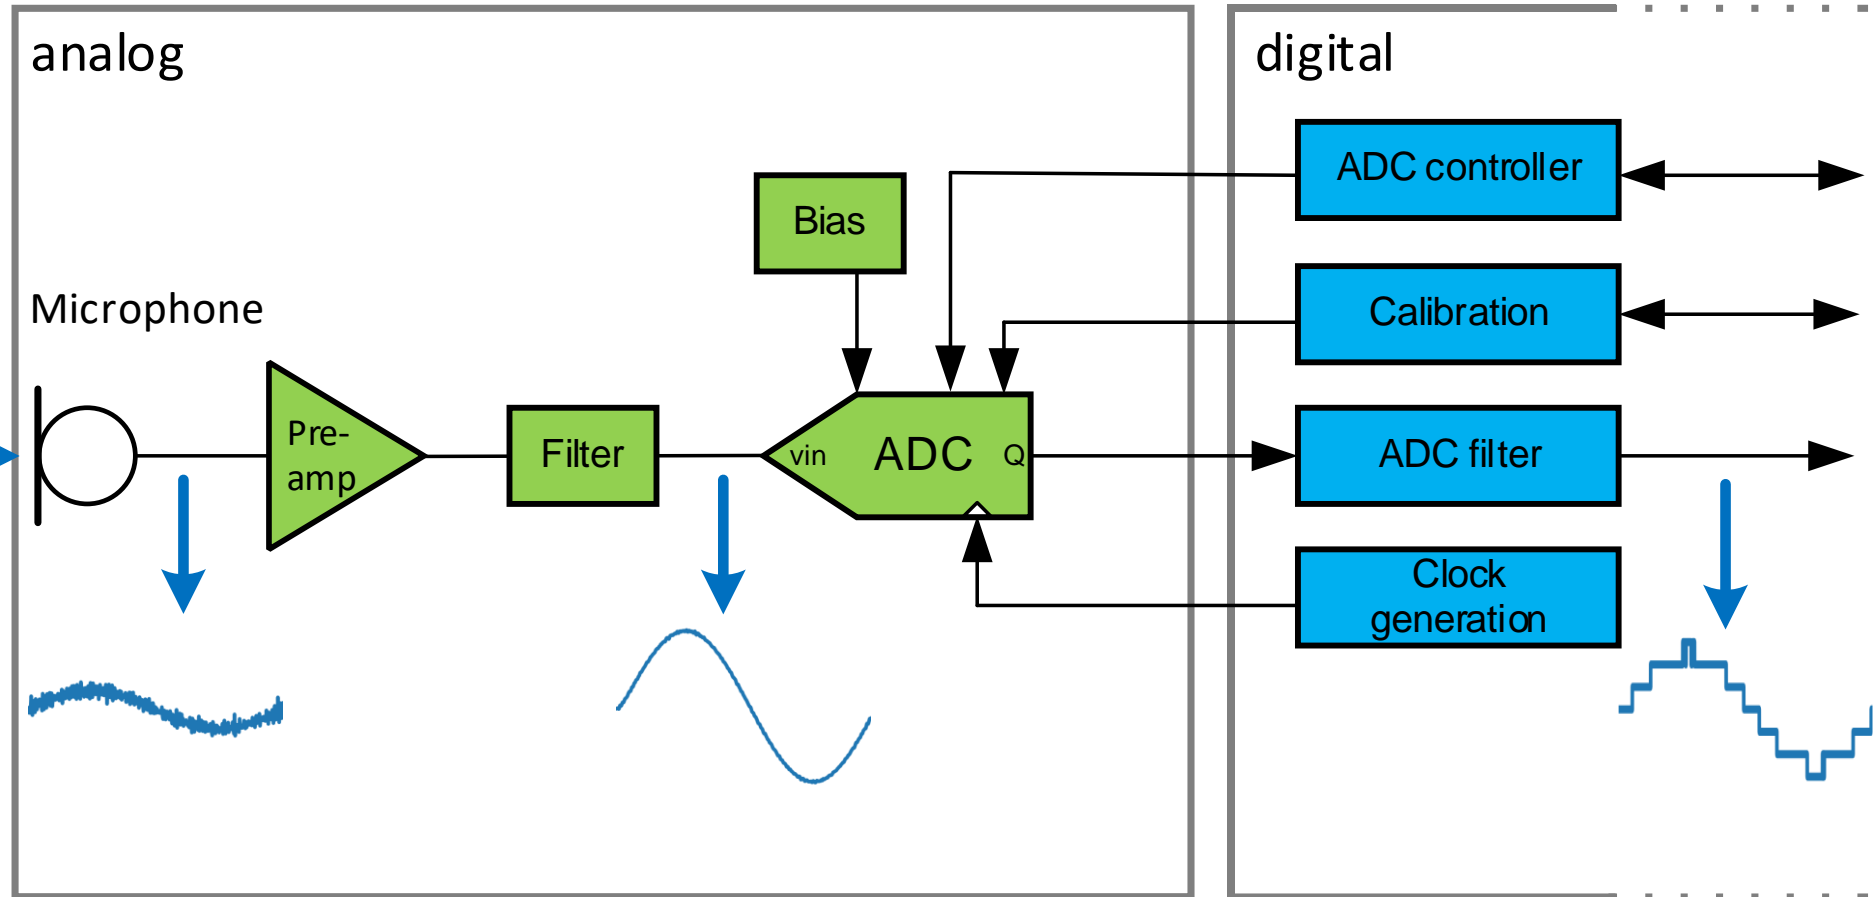 analog
digital
ADC controller
Bias
Calibration
Microphone
Pre-
amp
Filter
vin
ADC
Q
ADC filter
Clock
generation